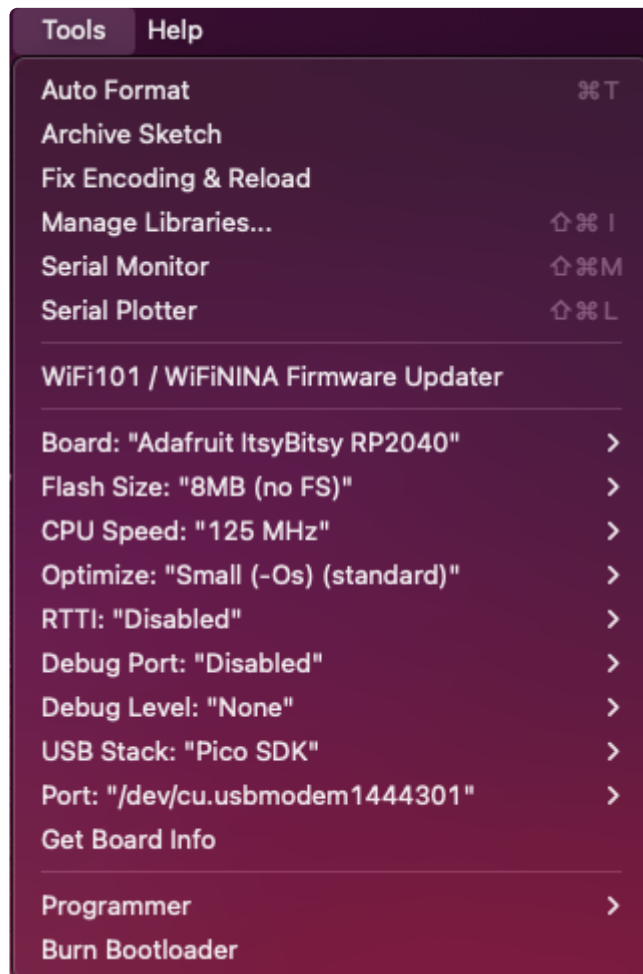 Tools Help
Auto Format ⌘T
Archive Sketch
Fix Encoding & Reload
Manage Libraries... ⇧⌘I
Serial Monitor ⇧⌘M
Serial Plotter ⇧⌘L
WiFi101 / WiFiNINA Firmware Updater
Board: "Adafruit ItsyBitsy RP2040"
Flash Size: "8MB (no FS)"
CPU Speed: "125 MHz"
Optimize: "Small (-Os) (standard)"
RTTI: "Disabled"
Debug Port: "Disabled"
Debug Level: "None"
USB Stack: "Pico SDK"
Port: "/dev/cu.usbmodem1444301"
Get Board Info
Programmer
Burn Bootloader